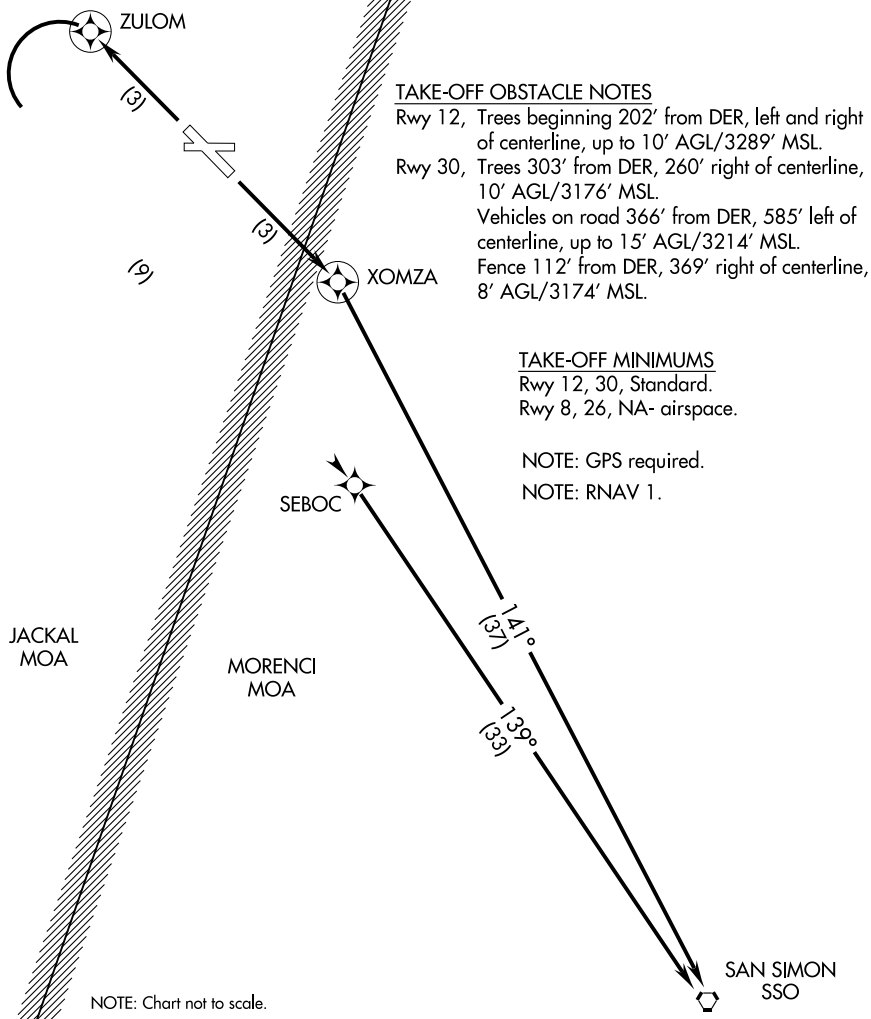 ZULOM
(3)
TAKE-OFF OBSTACLE NOTES
Rwy 12, Trees beginning 202' from DER, left and right
of centerline, up to 10' AGL/3289' MSL.
Rwy 30, Trees 303' from DER, 260' right of centerline,
10' AGL/3176' MSL.
Vehicles on road 366' from DER, 585' left of
centerline, up to 15' AGL/3214' MSL.
Fence 112' from DER, 369' right of centerline,
8' AGL/3174' MSL.
(3)
(9)
XOMZA
TAKE-OFF MINIMUMS
Rwy 12, 30, Standard.
Rwy 8, 26, NA- airspace.
NOTE: GPS required.
NOTE: RNAV 1.
SEBOC
141°
(37)
JACKAL
MOA
MORENCI
MOA
139°
(33)
SAN SIMON
SSO
NOTE: Chart not to scale.